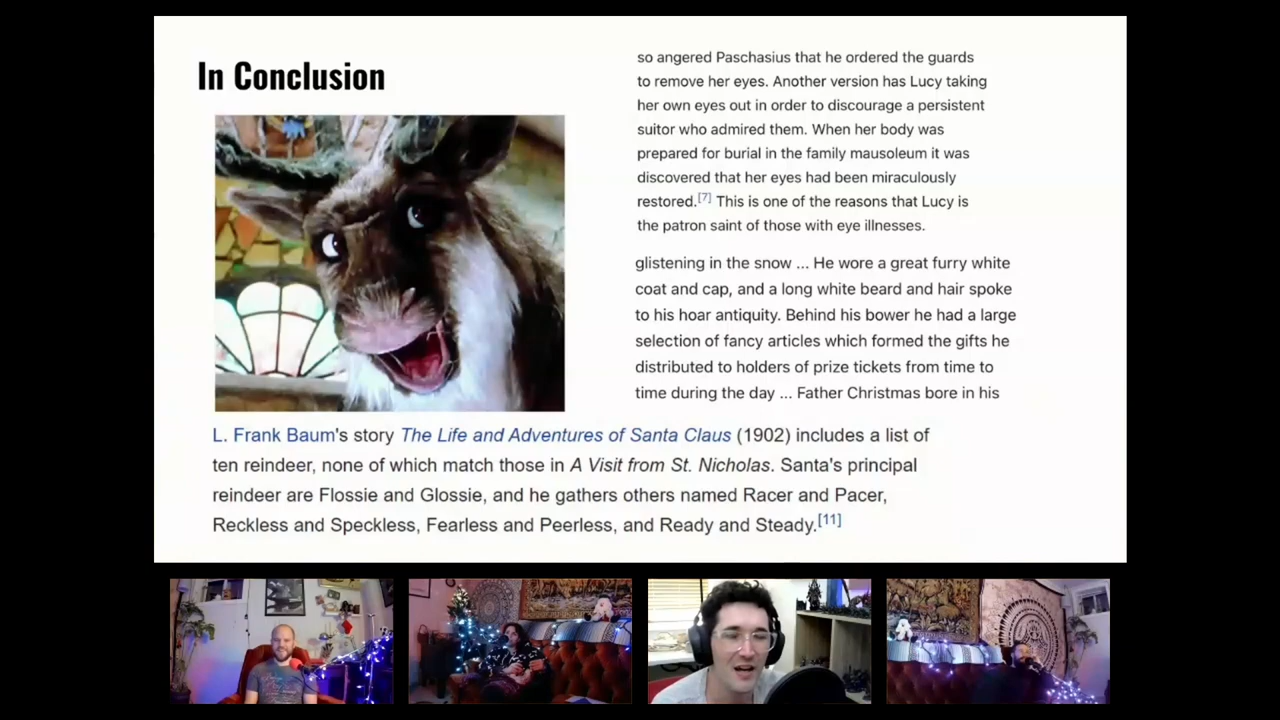 In Conclusion
so angered Paschasius that he ordered the guards
to remove her eyes. Another version has Lucy taking
her own eyes out in order to discourage a persistent
suitor who admired them. When her body was
prepared for burial in the family mausoleum it was
discovered that her eyes had been miraculously
restored.[7] This is one of the reasons that Lucy is
the patron saint of those with eye illnesses.
glistening in the snow ... He wore a great furry white
coat and cap, and a long white beard and hair spoke
to his hoar antiquity. Behind his bower he had a large
selection of fancy articles which formed the gifts he
distributed to holders of prize tickets from time to
time during the day ... Father Christmas bore in his
L. Frank Baum's story The Life and Adventures of Santa Claus (1902) includes a list of
ten reindeer, none of which match those in A Visit from St. Nicholas. Santa's principal
reindeer are Flossie and Glossie, and he gathers others named Racer and Pacer,
Reckless and Speckless, Fearless and Peerless, and Ready and Steady.[11]